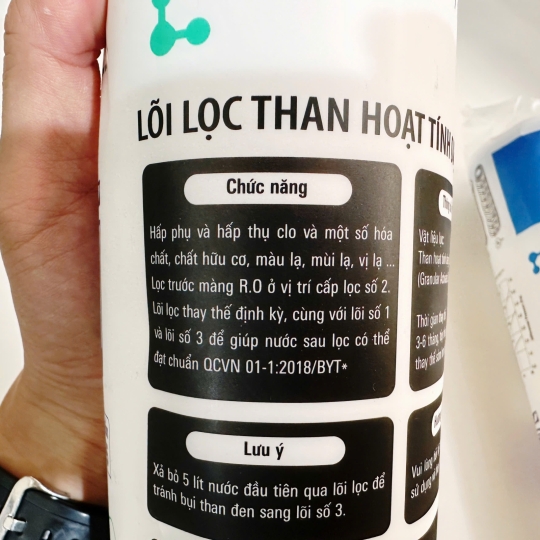 LÕI LỌC THAN HOẠT TÍNH
Chức năng
Hấp phụ và hấp thụ clo và một số hóa
chất, chất hữu cơ, màu lạ, mùi lạ, vị lạ ...
Lọc trước màng R.O ở vị trí cấp lọc số 2.
Lõi lọc thay thế định kỳ, cùng với lõi số 1
và lõi số 3 để giúp nước sau lọc có thể
đạt chuẩn QCVN 01-1:2018/BYT*
Lưu ý
Xả bỏ 5 lít nước đầu tiên qua lõi lọc để
tránh bụi than đen sang lõi số 3.
Vật liệu lọc
Than hoạt
(Granular
Thời gian
3-6 tháng,
thay thế
Vui lòng
sử dụng